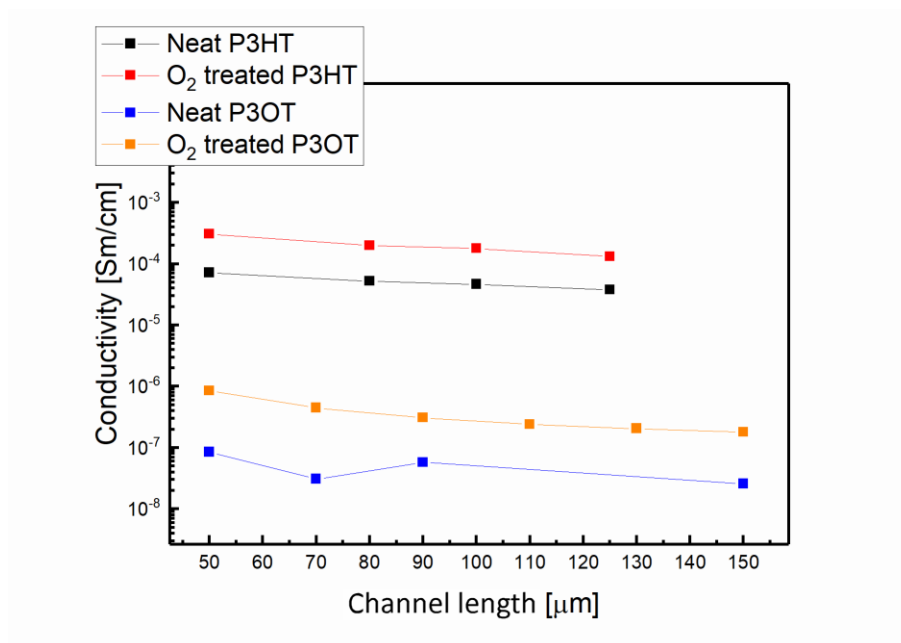 Neat P3HT
O₂ treated P3HT
Neat P3OT
O₂ treated P3OT
Conductivity [Sm/cm]
10⁻³
10⁻⁴
10⁻⁵
10⁻⁶
10⁻⁷
10⁻⁸
50 60 70 80 90 100 110 120 130 140 150
Channel length [μm]